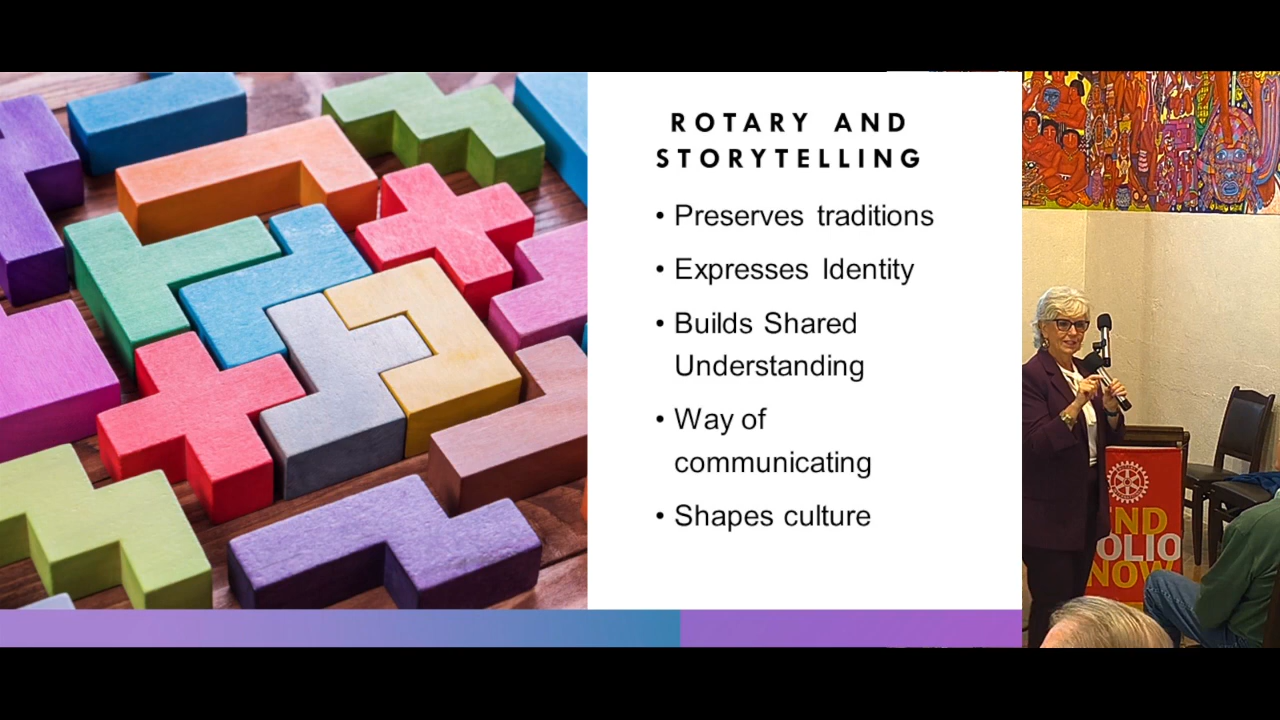 ROTARY AND
STORYTELLING
• Preserves traditions
• Expresses Identity
• Builds Shared
Understanding
• Way of
communicating
• Shapes culture
ND
OLIO
NOW